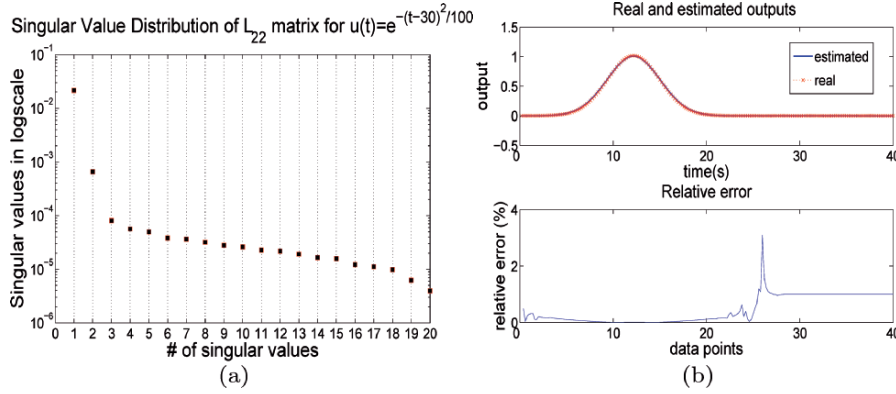 Singular Value Distribution of L22 matrix for u(t)=e^-(t-30)^2/100
10^-1
10^-2
10^-3
10^-4
10^-5
10^-6
Singular values in logscale
0 1 2 3 4 5 6 7 8 9 10 11 12 13 14 15 16 17 18 19 20
# of singular values
(a)
Real and estimated outputs
1.5
1
0.5
0
-0.5
output
estimated
real
0 10 20 30 40
time(s)
Relative error
4
2
0
relative error (%)
0 10 20 30 40
data points
(b)